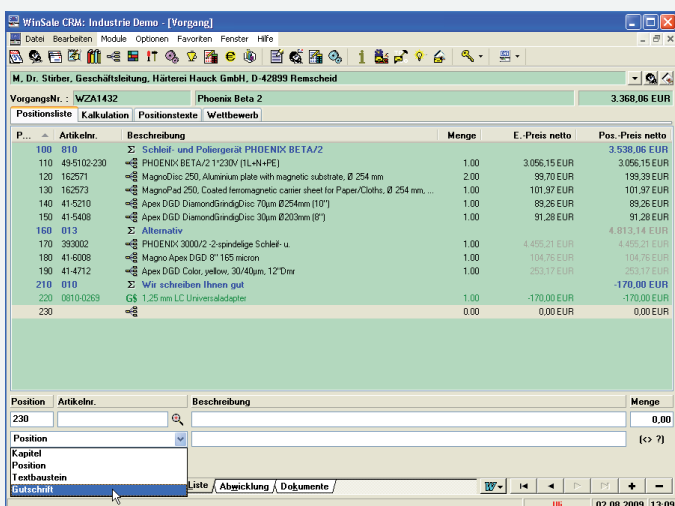 WinSale CRM: Industrie Demo - [Vorgang]
Datei Bearbeiten Module Optionen Favoriten Fenster Hilfe
M, Dr. Stirber, Geschäftsleitung, Härterei Hauck GmbH, D-42899 Remscheid
VorgangsNr. : WZA1432 Phoenix Beta 2 3.368,06 EUR
Positionsliste Kalkulation Positionstexte Wettbewerb
P... Artikelnr. Beschreibung Menge E.-Preis netto Pos.-Preis netto
100 810 Σ Schleif- und Poliergerät PHOENIX BETA/2 3.538,06 EUR
110 49-5102-230 PHOENIX BETA/2 1*230V (1L+N+PE) 1.00 3.056,15 EUR 3.056,15 EUR
120 162571 MagnoDisc 250, Aluminium plate with magnetic substrate, Ø 254 mm 2.00 99,70 EUR 199,39 EUR
130 162573 MagnoPad 250, Coated ferromagnetic carrier sheet for Paper/Cloths, Ø 254 mm, ... 1.00 101,97 EUR 101,97 EUR
140 41-5210 Apex DGD DiamondGrindigDisc 70µm Ø254mm (10") 1.00 89,26 EUR 89,26 EUR
150 41-5408 Apex DGD DiamondGrindigDisc 30µm Ø203mm (8") 1.00 91,28 EUR 91,28 EUR
160 013 Σ Alternativ 4.813,14 EUR
170 393002 PHOENIX 3000/2 -2-spindelige Schleif- u. 1.00 4.455,21 EUR 4.455,21 EUR
180 41-6008 Magno Apex DGD 8" 165 micron 1.00 104,76 EUR 104,76 EUR
190 41-4712 Apex DGD Color, yellow, 30/40µm, 12"Dmr 1.00 253,17 EUR 253,17 EUR
210 010 Σ Wir schreiben Ihnen gut -170,00 EUR
220 0810-0269 G$ 1,25 mm LC Universaladapter 1.00 -170,00 EUR -170,00 EUR
230 0.00 0,00 EUR 0,00 EUR
Position Artikelnr. Beschreibung Menge
230 0,00
Position (<> ?)
Kapitel
Position
Textbaustein
Gutschrift
Liste Abwicklung Dokumente
Uli 02.08.2009 13:09